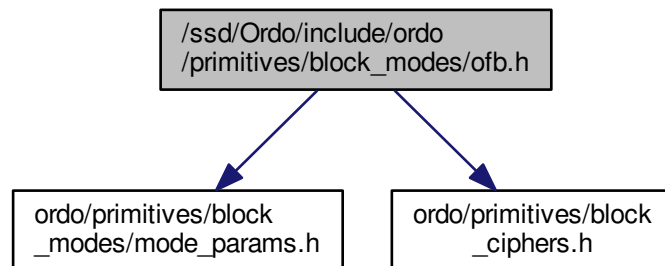 /ssd/Ordo/include/ordo
/primitives/block_modes/ofb.h
ordo/primitives/block
_modes/mode_params.h
ordo/primitives/block
_ciphers.h